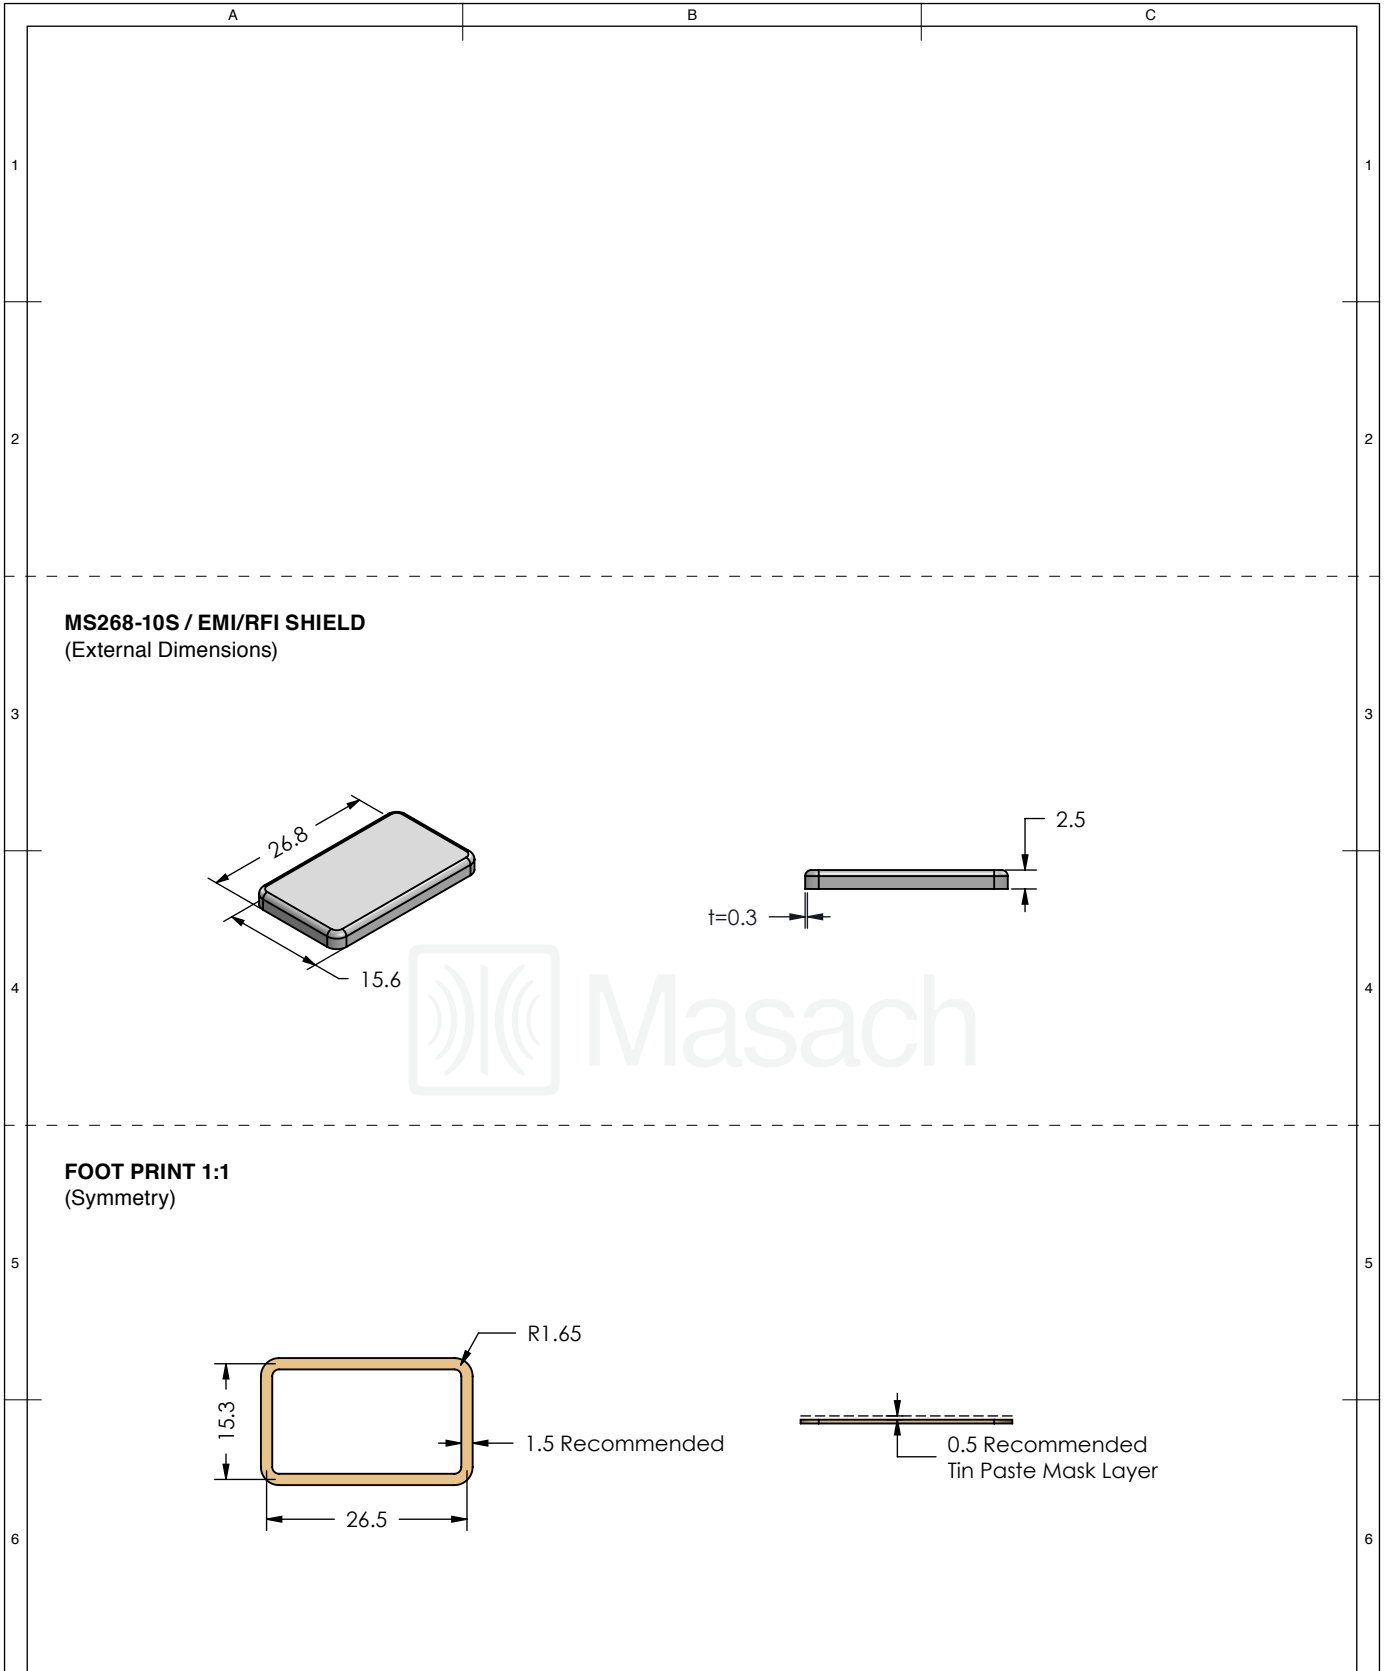 A B C
1 1
2 2
MS268-10S / EMI/RFI SHIELD
(External Dimensions)
3 3
26.8
2.5
t=0.3
15.6
Masach
4 4
FOOT PRINT 1:1
(Symmetry)
5 5
R1.65
15.3
1.5 Recommended
0.5 Recommended
Tin Paste Mask Layer
26.5
6 6